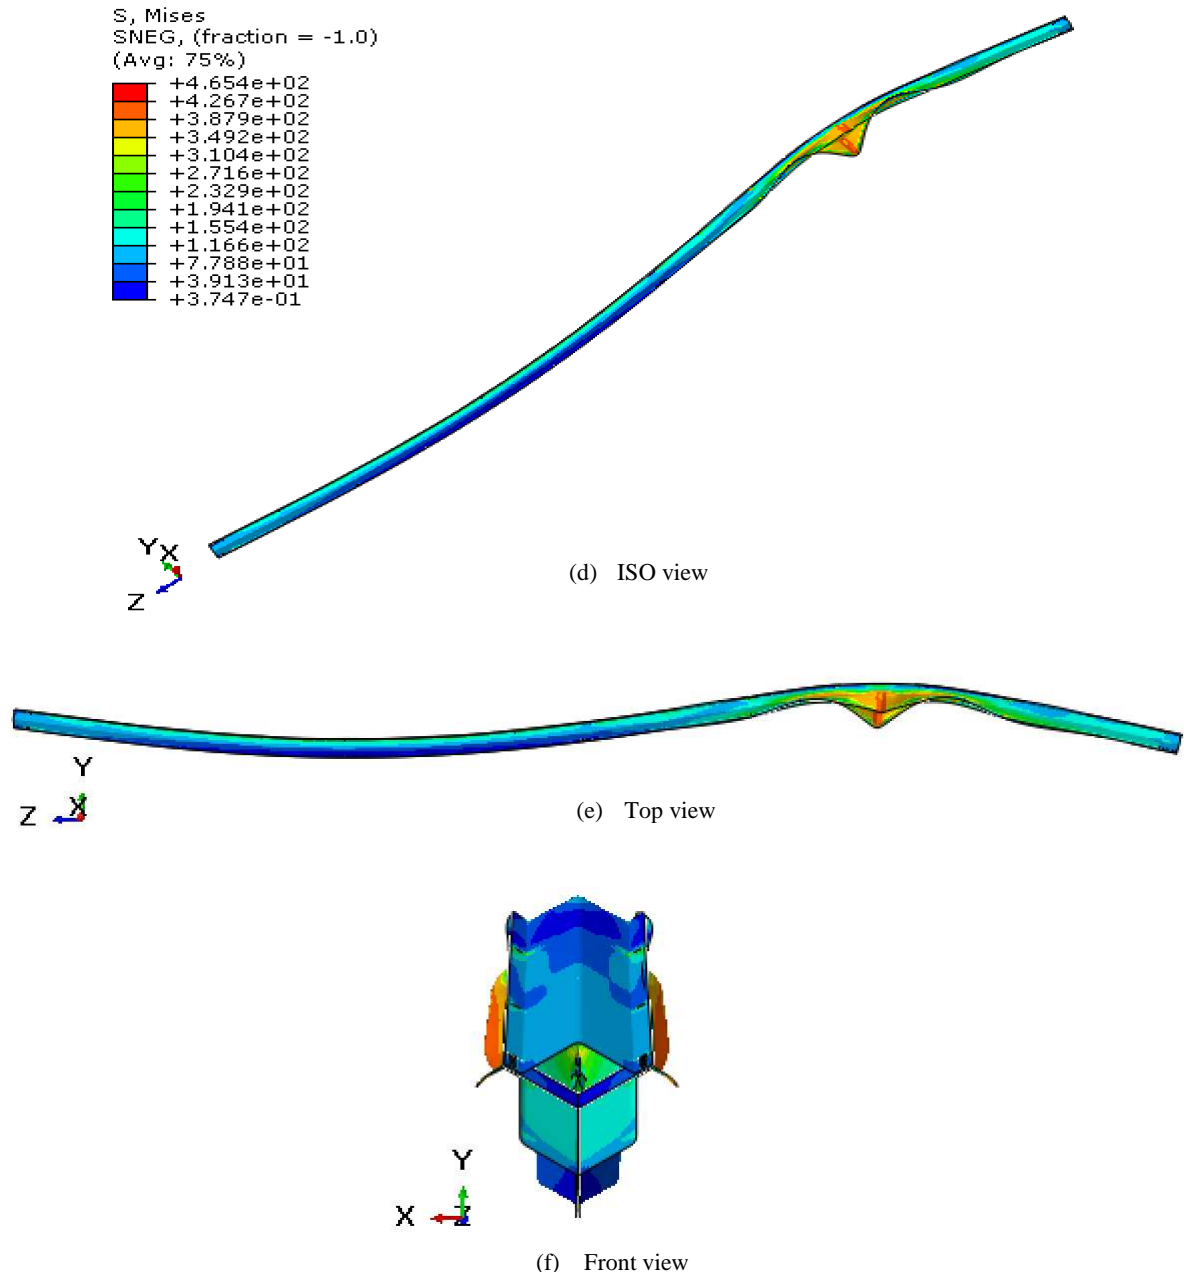 S, Mises
SNEG, (fraction = -1.0)
(Avg: 75%)
+4.654e+02
+4.267e+02
+3.879e+02
+3.492e+02
+3.104e+02
+2.716e+02
+2.329e+02
+1.941e+02
+1.554e+02
+1.166e+02
+7.788e+01
+3.913e+01
+3.747e-01
Y X
Z
(d) ISO view
Y
Z X
(e) Top view
Y
X Z
(f) Front view